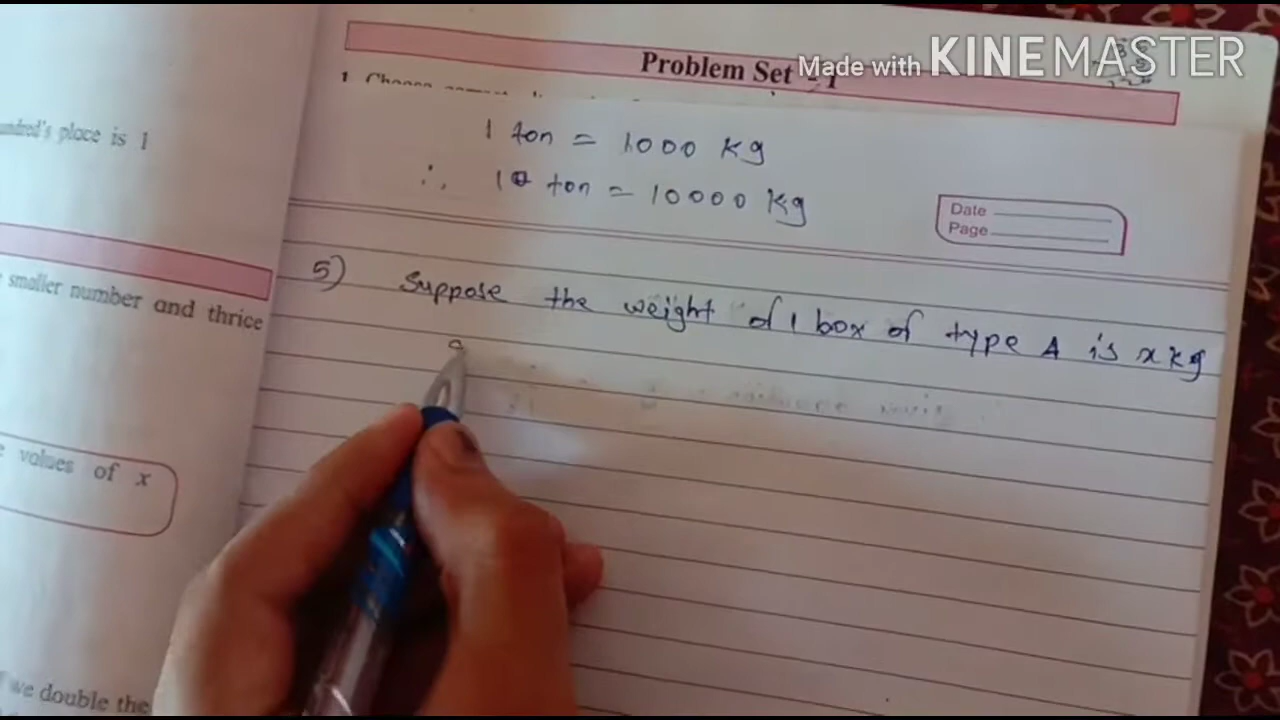 Made with KINEMASTER
Problem Set - 1
1 ton = 1000 kg
∴ 10 ton = 10000 kg
Date
Page
5) Suppose the weight of 1 box of type A is x kg
undred's place is 1
smaller number and thrice
values of x
we double the